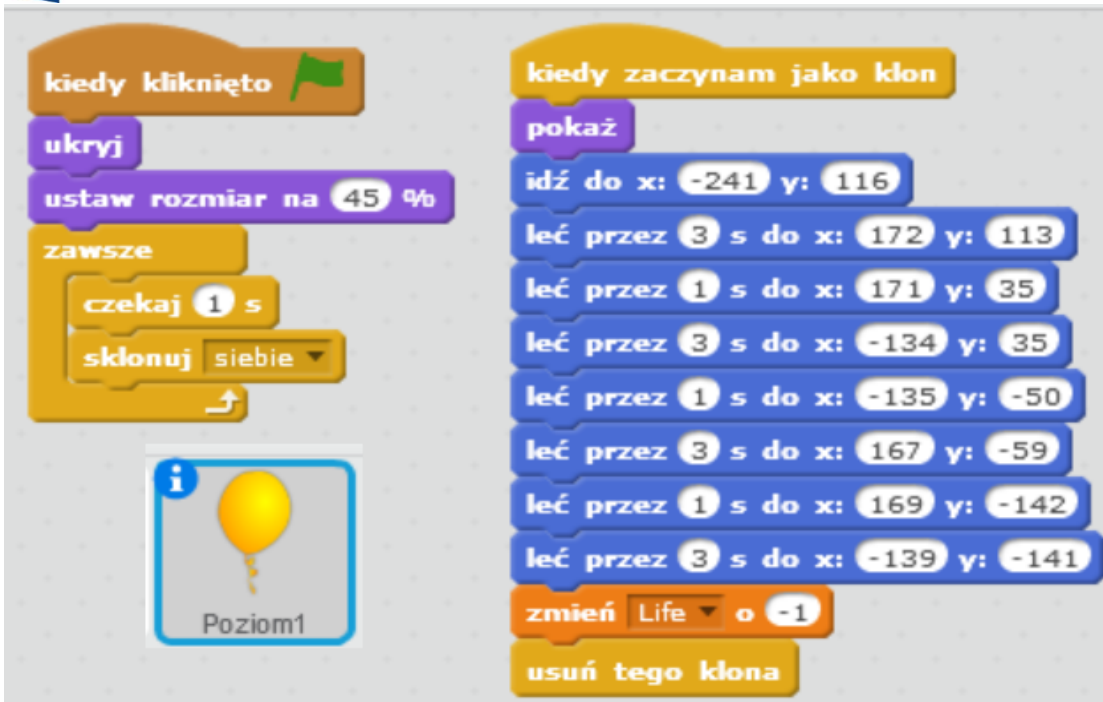 kiedy kliknięto
ukryj
ustaw rozmiar na 45 %
zawsze
czekaj 1 s
sklonuj siebie
Poziom1
kiedy zaczynam jako klon
pokaż
idź do x: -241 y: 116
leć przez 3 s do x: 172 y: 113
leć przez 1 s do x: 171 y: 35
leć przez 3 s do x: -134 y: 35
leć przez 1 s do x: -135 y: -50
leć przez 3 s do x: 167 y: -59
leć przez 1 s do x: 169 y: -142
leć przez 3 s do x: -139 y: -141
zmień Life o -1
usuń tego klona